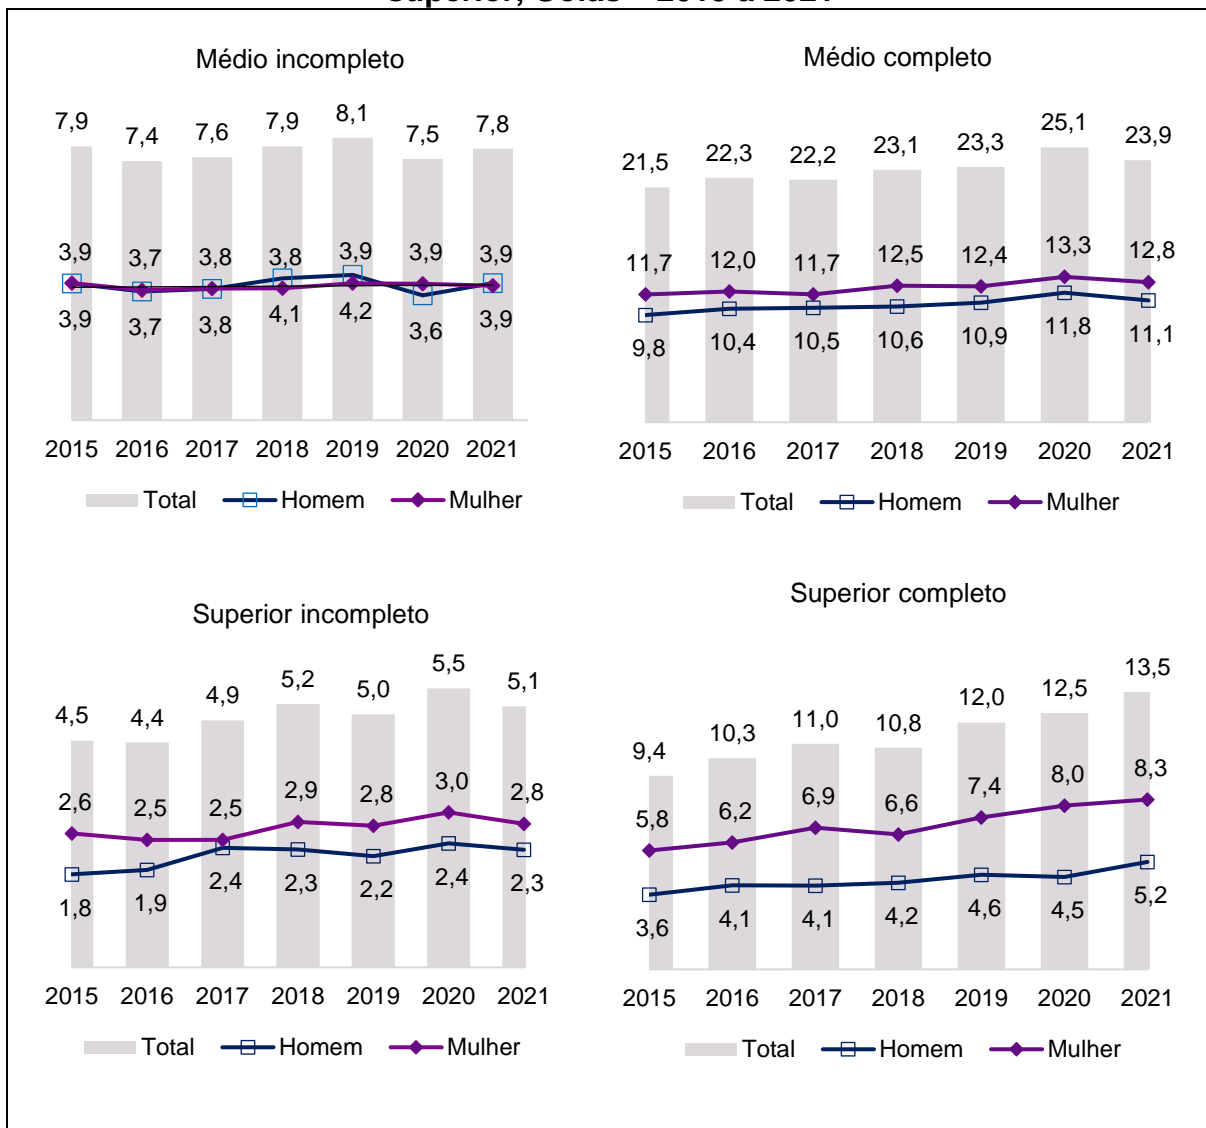 Médio incompleto
7,9 7,4 7,6 7,9 8,1 7,5 7,8
3,9 3,7 3,8 3,8 3,9 3,9 3,9
3,9 3,7 3,8 4,1 4,2 3,6 3,9
2015 2016 2017 2018 2019 2020 2021
Total Homem Mulher
Médio completo
21,5 22,3 22,2 23,1 23,3 25,1 23,9
11,7 12,0 11,7 12,5 12,4 13,3 12,8
9,8 10,4 10,5 10,6 10,9 11,8 11,1
2015 2016 2017 2018 2019 2020 2021
Total Homem Mulher
Superior incompleto
4,5 4,4 4,9 5,2 5,0 5,5 5,1
2,6 2,5 2,5 2,9 2,8 3,0 2,8
1,8 1,9 2,4 2,3 2,2 2,4 2,3
2015 2016 2017 2018 2019 2020 2021
Total Homem Mulher
Superior completo
9,4 10,3 11,0 10,8 12,0 12,5 13,5
5,8 6,2 6,9 6,6 7,4 8,0 8,3
3,6 4,1 4,1 4,2 4,6 4,5 5,2
2015 2016 2017 2018 2019 2020 2021
Total Homem Mulher